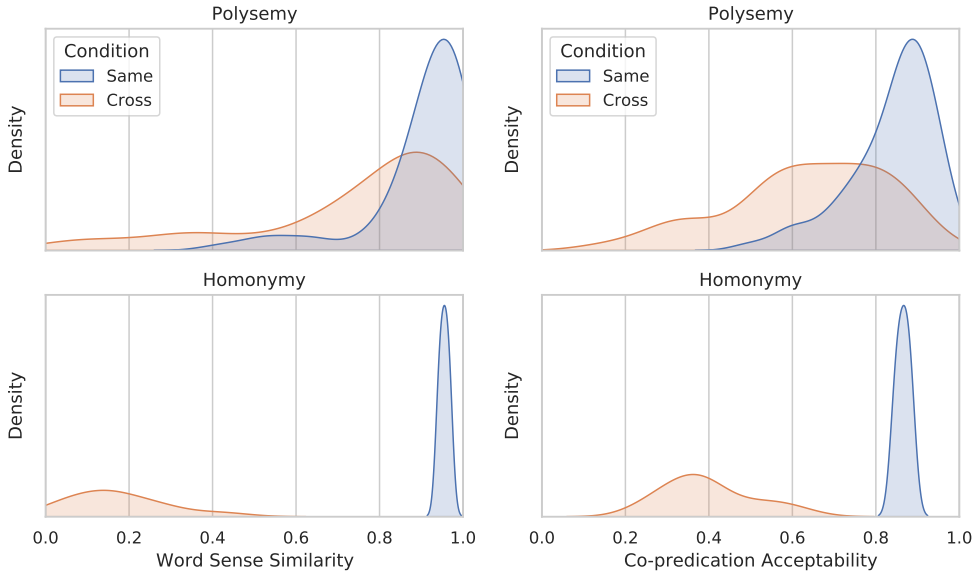 Polysemy
Condition
Same
Cross
Density
Polysemy
Condition
Same
Cross
Density
Homonymy
Density
0.0 0.2 0.4 0.6 0.8 1.0
Word Sense Similarity
Homonymy
Density
0.0 0.2 0.4 0.6 0.8 1.0
Co-predication Acceptability